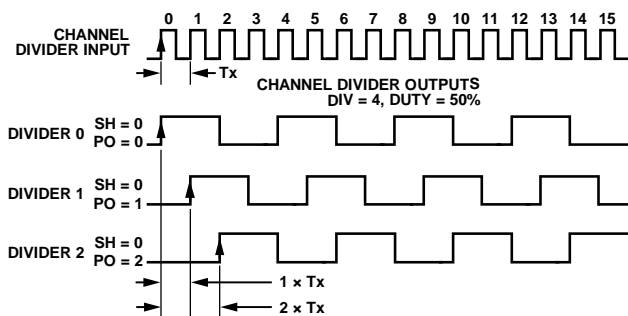 0 1 2 3 4 5 6 7 8 9 10 11 12 13 14 15
CHANNEL
DIVIDER INPUT
Tx
CHANNEL DIVIDER OUTPUTS
DIV = 4, DUTY = 50%
DIVIDER 0
SH = 0
PO = 0
DIVIDER 1
SH = 0
PO = 1
DIVIDER 2
SH = 0
PO = 2
1 × Tx
2 × Tx